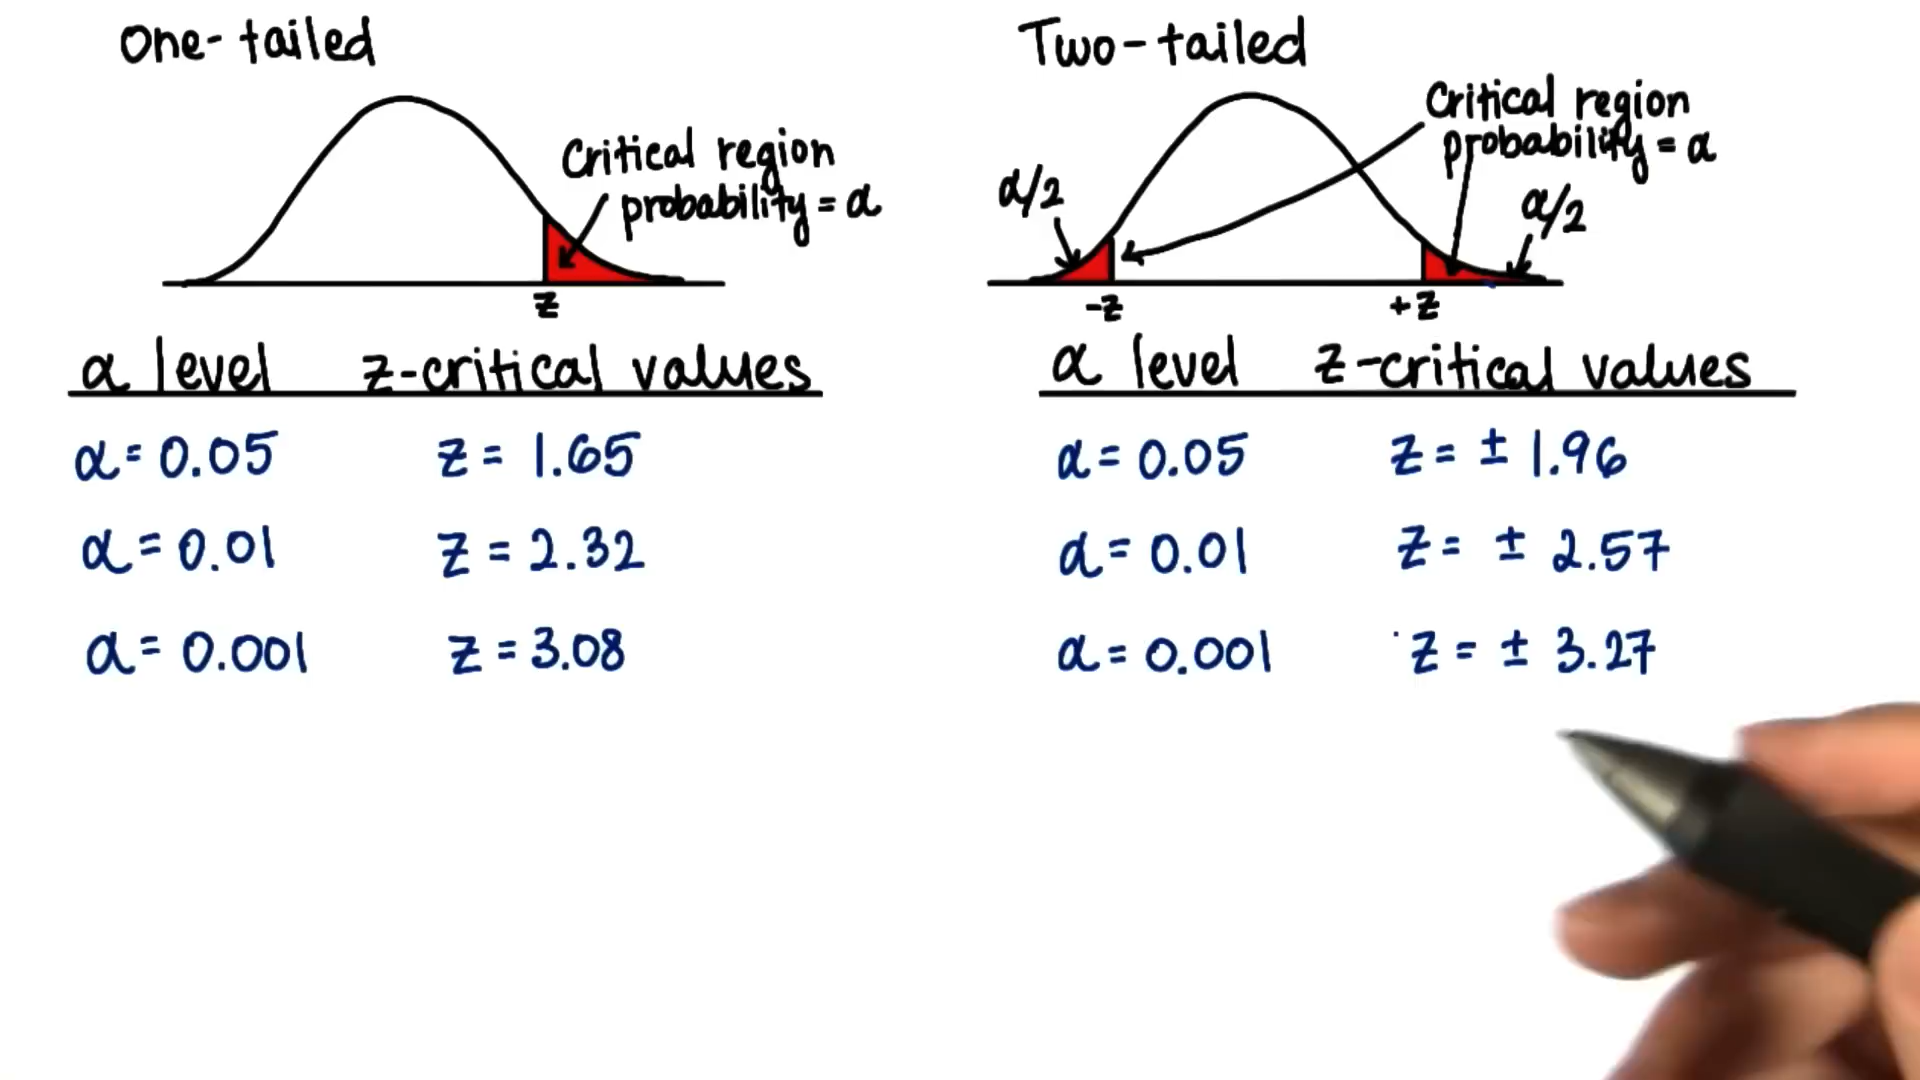 One-tailed
Critical region
probability = α
z
α level z-critical values
α = 0.05 z = 1.65
α = 0.01 z = 2.32
α = 0.001 z = 3.08
Two-tailed
Critical region
probability = α
α/2
α/2
-z +z
α level z-critical values
α = 0.05 z = ± 1.96
α = 0.01 z = ± 2.57
α = 0.001 z = ± 3.27